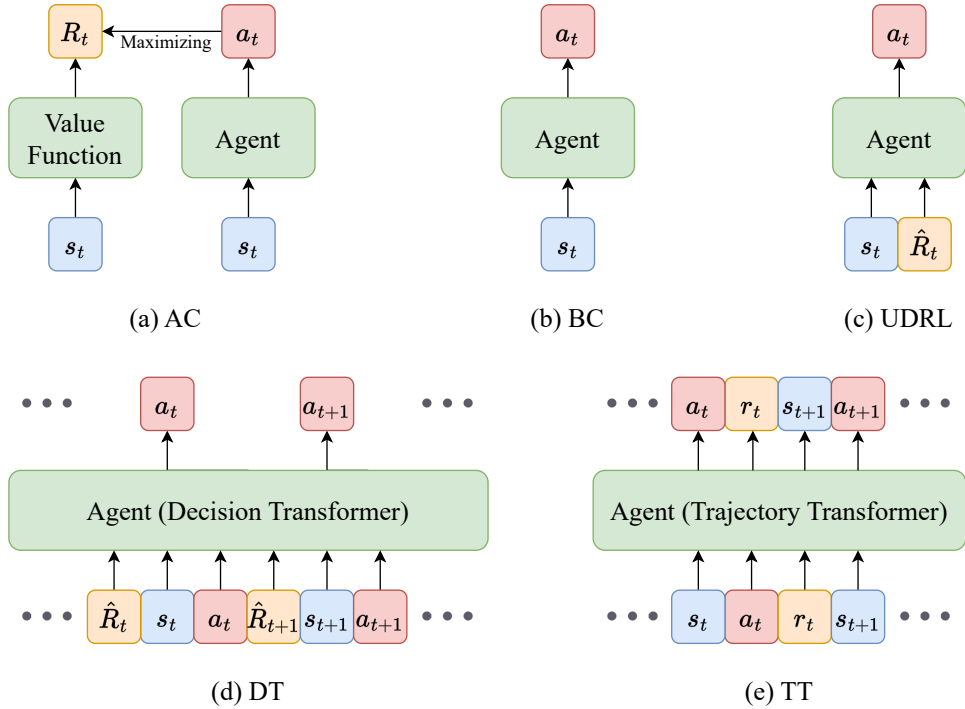 R_t
Maximizing
a_t
Value
Function
Agent
s_t
s_t
(a) AC
a_t
Agent
s_t
(b) BC
a_t
Agent
s_t
R̂_t
(c) UDRL
• • •
a_t
a_{t+1}
• • •
Agent (Decision Transformer)
• • •
R̂_t
s_t
a_t
R̂_{t+1}
s_{t+1}
a_{t+1}
• • •
(d) DT
• • •
a_t
r_t
s_{t+1}
a_{t+1}
• • •
Agent (Trajectory Transformer)
• • •
s_t
a_t
r_t
s_{t+1}
• • •
(e) TT